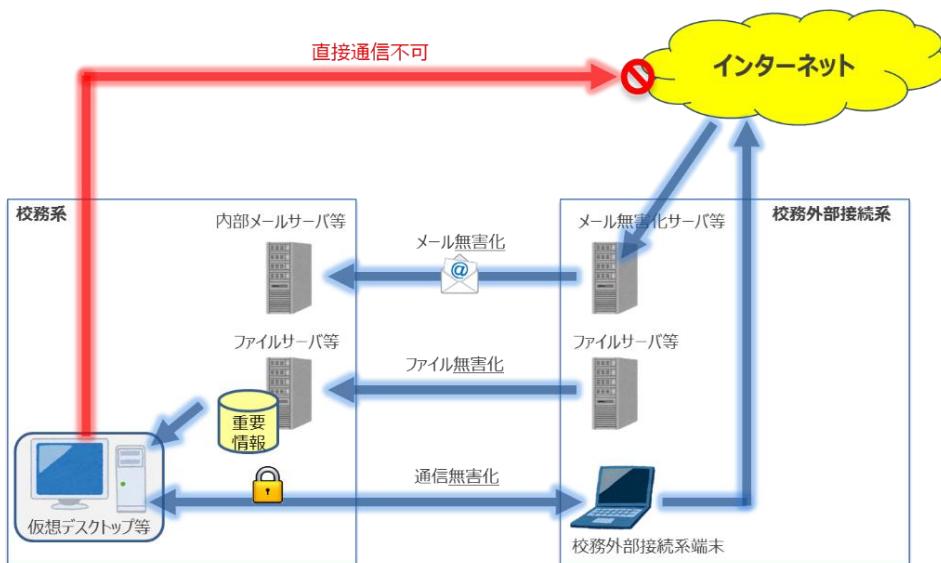 直接通信不可
インターネット
校務系
校務外部接続系
内部メールサーバ等
メール無害化サーバ等
メール無害化
@
ファイルサーバ等
ファイルサーバ等
ファイル無害化
重要
情報
通信無害化
仮想デスクトップ等
校務外部接続系端末